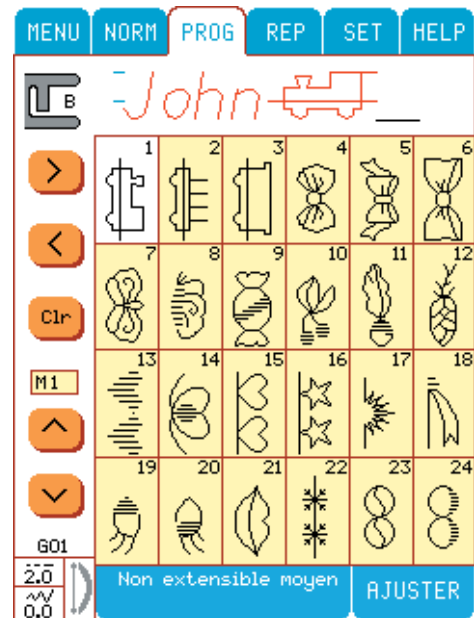 MENU NORM PROG REP SET HELP
B John
>
1 2 3 4 5 6
<
7 8 9 10 11 12
Clr
M1
13 14 15 16 17 18
19 20 21 22 23 24
GO1
2.0
0.0
Non extensible moyen
AJUSTER